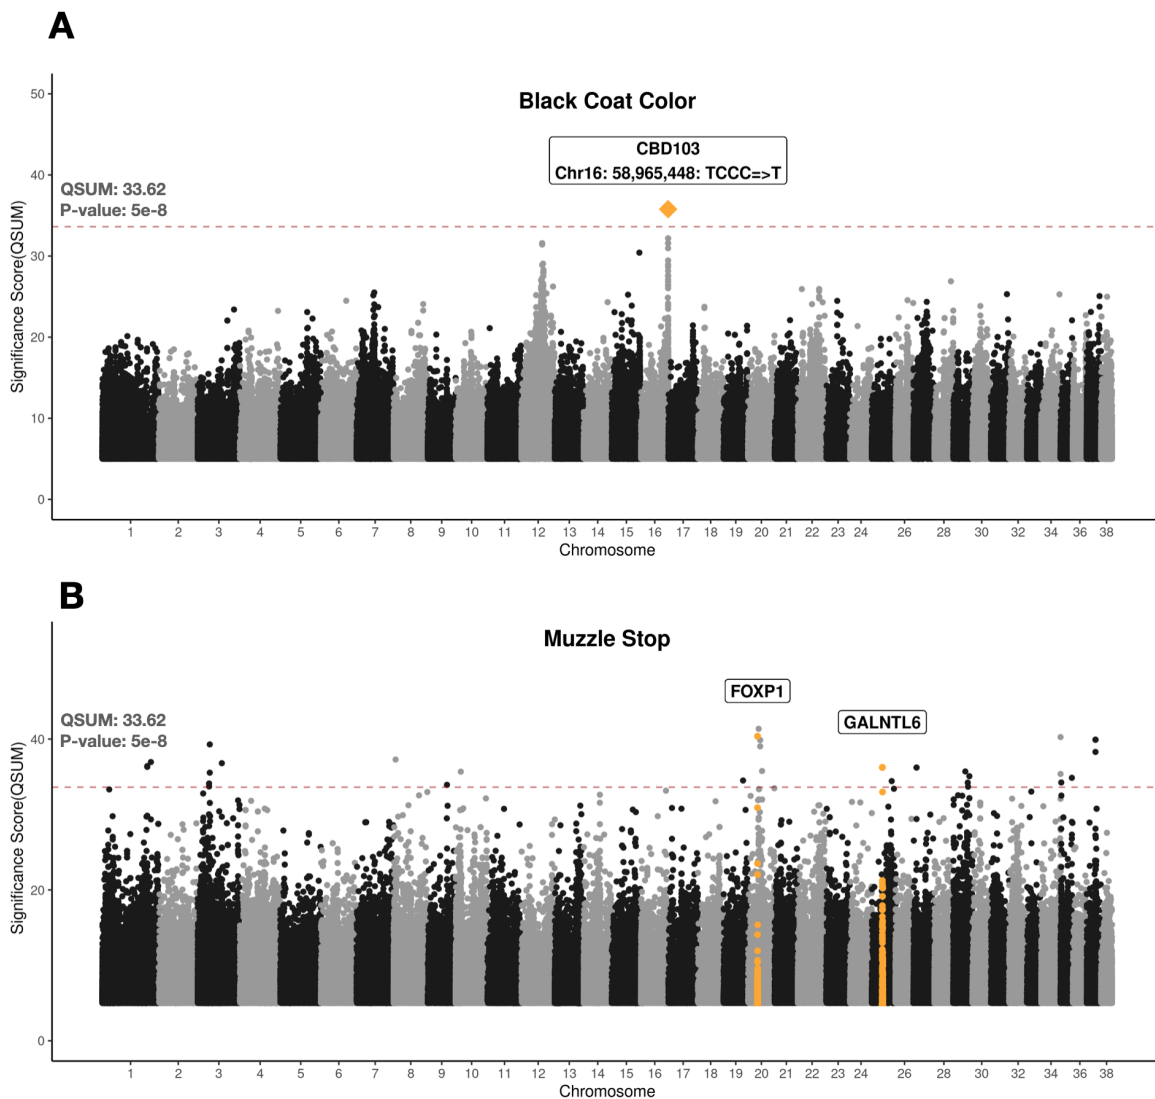 A
Black Coat Color
CBD103
Chr16: 58,965,448: TCCC=>T
QSUM: 33.62
P-value: 5e-8
Significance Score(QSUM)
50
40
30
20
10
0
1 2 3 4 5 6 7 8 9 10 11 12 13 14 15 16 17 18 19 20 21 22 23 24 26 28 30 32 34 36 38
Chromosome
B
Muzzle Stop
FOXP1
GALNTL6
QSUM: 33.62
P-value: 5e-8
Significance Score(QSUM)
40
20
0
1 2 3 4 5 6 7 8 9 10 11 12 13 14 15 16 17 18 19 20 21 22 23 24 26 28 30 32 34 36 38
Chromosome